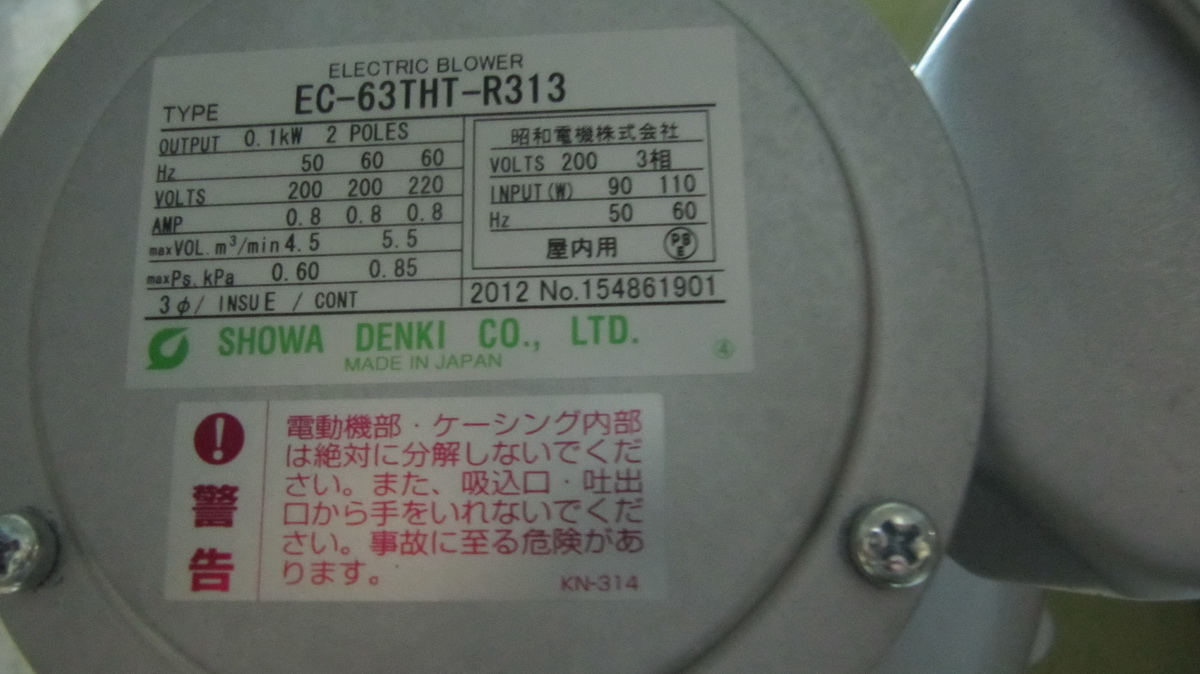 ELECTRIC BLOWER
TYPE EC-63THT-R313
OUTPUT 0.1kW 2 POLES
Hz 50 60 60
VOLTS 200 200 220
AMP 0.8 0.8 0.8
maxVOL. m³/min 4.5 5.5
maxPs. kPa 0.60 0.85
3φ/ INSU E / CONT
昭和電機株式会社
VOLTS 200 3相
INPUT(W) 90 110
Hz 50 60
屋内用 PSE
2012 No.154861901
SHOWA DENKI CO., LTD.
MADE IN JAPAN
④
警告
電動機部・ケーシング内部
は絶対に分解しないでくだ
さい。また、吸込口・吐出
口から手をいれないでくだ
さい。事故に至る危険があ
ります。
KN-314